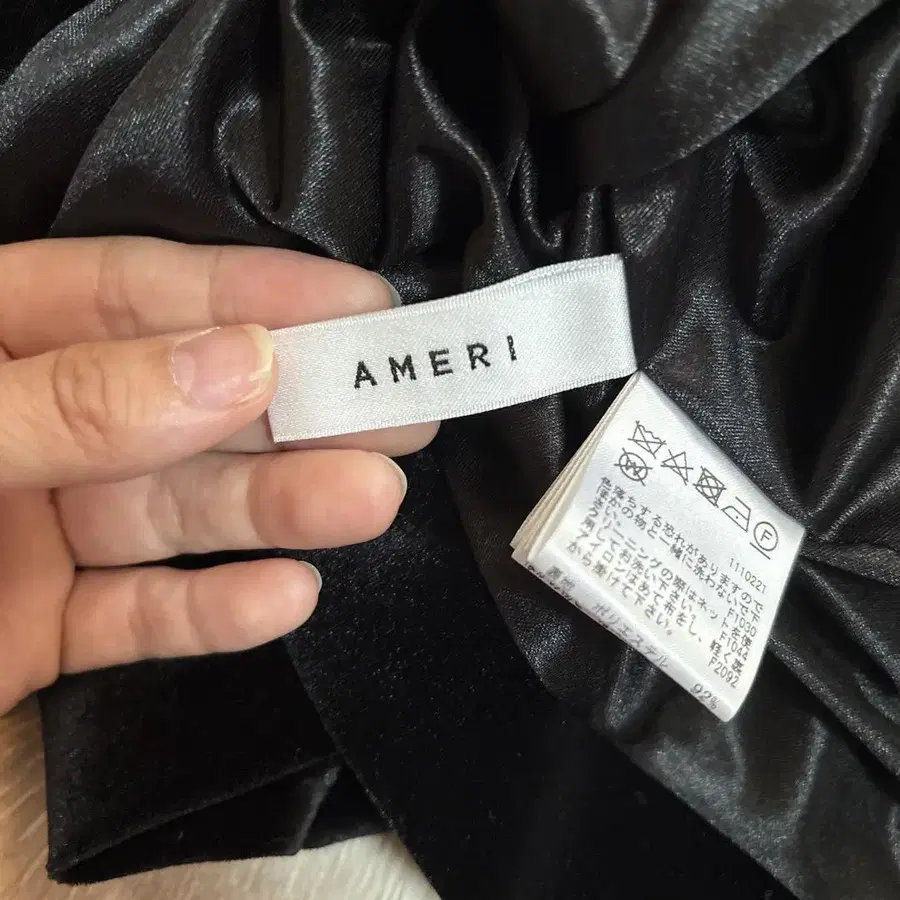 AMERI
F
色落ちする恐れがありますので下
1110221
ほかの物と一緒に洗わないで下
さい。
F1030
クリーニングの際はネットを使
用してお洗い下さい。
F1044
アイロンはあて布をし、軽く
かり
けて下さい。
F2092
ポリエステル 92%